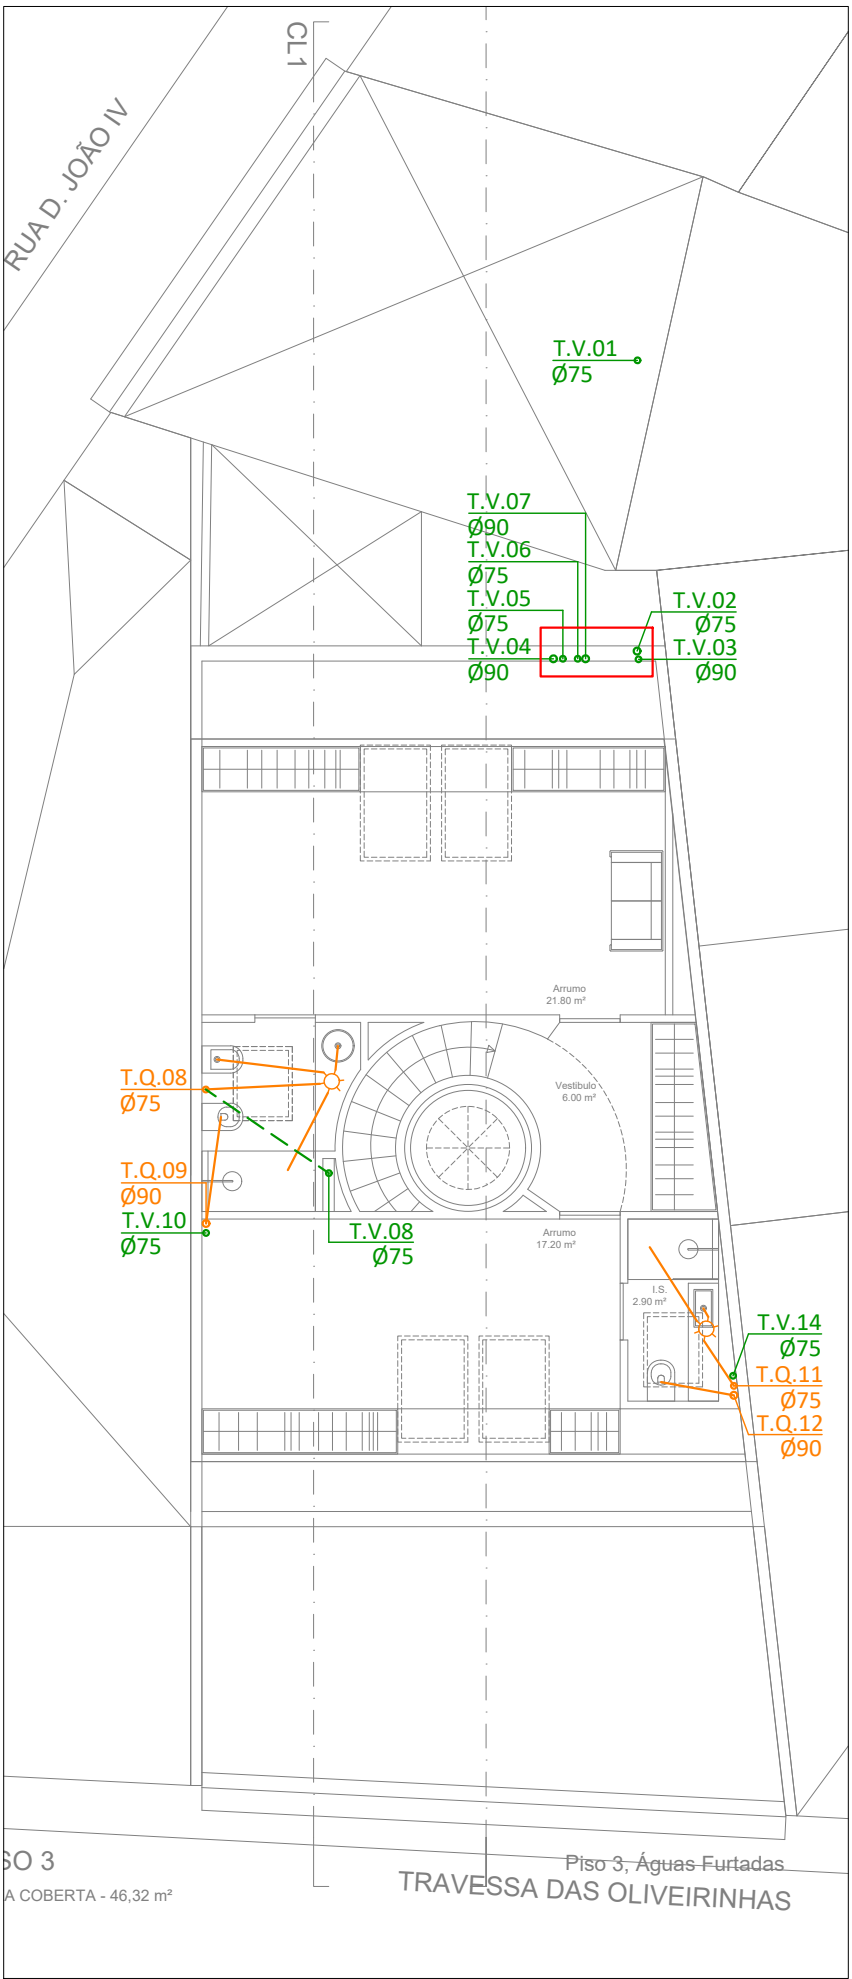 CL1
RUA D. JOÃO IV
T.V.01
Ø75
T.V.07
Ø90
T.V.06
Ø75
T.V.05
Ø75
T.V.04
Ø90
T.V.02
Ø75
T.V.03
Ø90
Arrumo
21.80 m²
T.Q.08
Ø75
Vestibulo
6.00 m²
T.Q.09
Ø90
T.V.10
Ø75
T.V.08
Ø75
Arrumo
17.20 m²
I.S.
2.90 m²
T.V.14
Ø75
T.Q.11
Ø75
T.Q.12
Ø90
SO 3
A COBERTA - 46,32 m²
Piso 3, Águas Furtadas
TRAVESSA DAS OLIVEIRINHAS